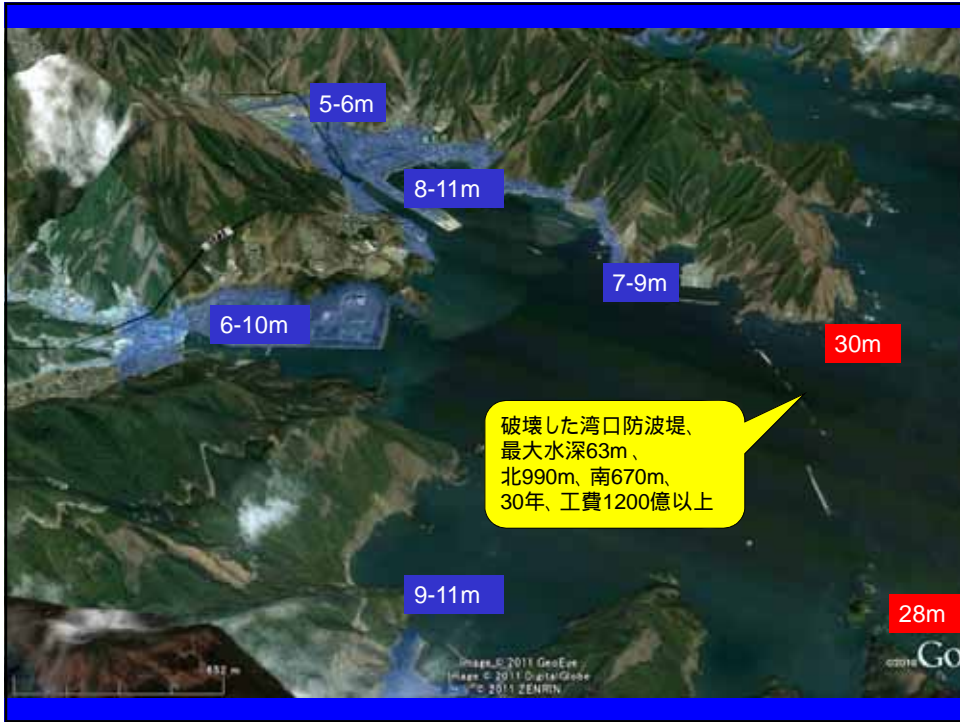 5-6m
8-11m
7-9m
6-10m
30m
破壊した湾口防波堤、
最大水深63m、
北990m、南670m、
30年、工費1200億以上
9-11m
28m
652 m
Image © 2011 GeoEye
Image © 2011 DigitalGlobe
© 2011 ZENRIN
©2010 Go